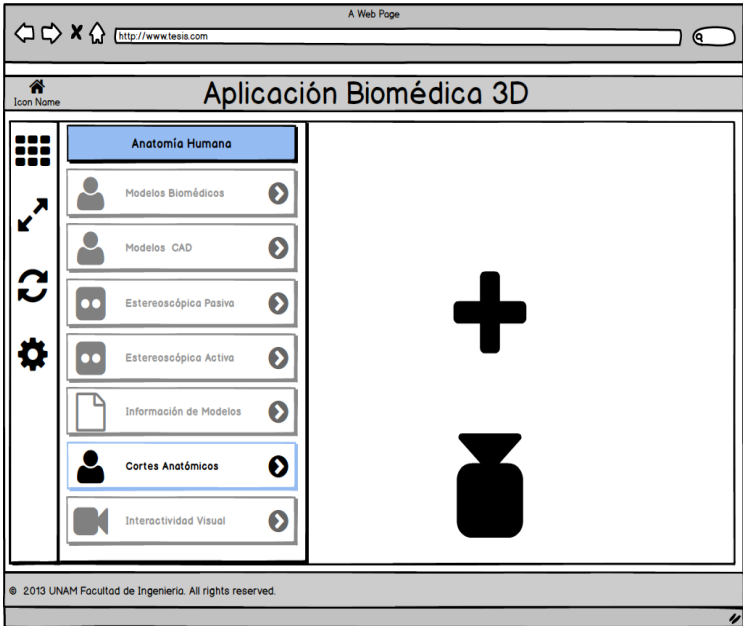 A Web Page
http://www.tesis.com
Icon Name
Aplicación Biomédica 3D
Anatomía Humana
Modelos Biomédicos
Modelos CAD
Estereoscópica Pasiva
Estereoscópica Activa
Información de Modelos
Cortes Anatómicos
Interactividad Visual
© 2013 UNAM Facultad de Ingenieria. All rights reserved.